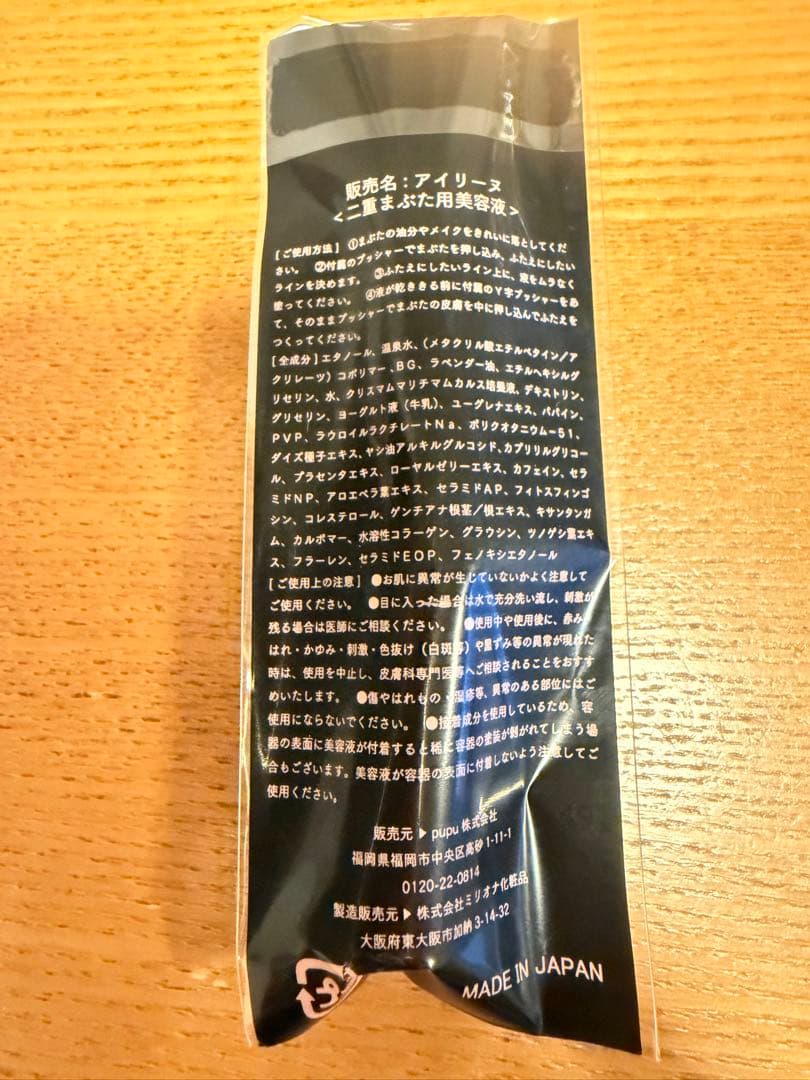 販売名：アイリーヌ
＜二重まぶた用美容液＞
[ご使用方法] ①まぶたの油分やメイクをきれいに落としてくだ
さい。 ②付属のプッシャーでまぶたを押し込み、ふたえにしたい
ラインを決めます。 ③ふたえにしたいライン上に、液をムラなく
塗ってください。 ④液が乾ききる前に付属のY字プッシャーをあ
て、そのままプッシャーでまぶたの皮膚を中に押し込んでふたえを
つくってください。
[全成分] エタノール、温泉水、（メタクリル酸エチルベタイン／ア
クリレーツ）コポリマー、BG、ラベンダー油、エチルヘキシルグ
リセリン、水、クリスマムマリチマムカルス培養液、デキストリン、
グリセリン、ヨーグルト液（牛乳）、ユーグレナエキス、パパイン、
PVP、ラウロイルラクチレートNa、ポリクオタニウム－51、
ダイズ種子エキス、ヤシ油アルキルグルコシド、カプリリルグリコー
ル、プラセンタエキス、ローヤルゼリーエキス、カフェイン、セラ
ミドNP、アロエベラ葉エキス、セラミドAP、フィトスフィンゴ
シン、コレステロール、ゲンチアナ根茎／根エキス、キサンタンガ
ム、カルボマー、水溶性コラーゲン、グラウシン、ツノゲシ葉エキ
ス、フラーレン、セラミドEOP、フェノキシエタノール
[ご使用上の注意] ●お肌に異常が生じていないかよく注意して
ご使用ください。 ●目に入った場合は水で充分洗い流し、刺激が
残る場合は医師にご相談ください。 ●使用中や使用後に、赤み・
はれ・かゆみ・刺激・色抜け（白斑等）や黒ずみ等の異常が現れた
時は、使用を中止し、皮膚科専門医等へご相談されることをおすす
めいたします。 ●傷やはれもの・湿疹等、異常のある部位にはご
使用にならないでください。 ●接着成分を使用しているため、容
器の表面に美容液が付着すると稀に容器の塗装が剥がれてしまう場
合もございます。美容液が容器の表面に付着しないよう注意してご
使用ください。
販売元 ▶ pupu 株式会社
福岡県福岡市中央区高砂 1-11-1
0120-22-0814
製造販売元 ▶ 株式会社ミリオナ化粧品
大阪府東大阪市加納 3-14-32
MADE IN JAPAN